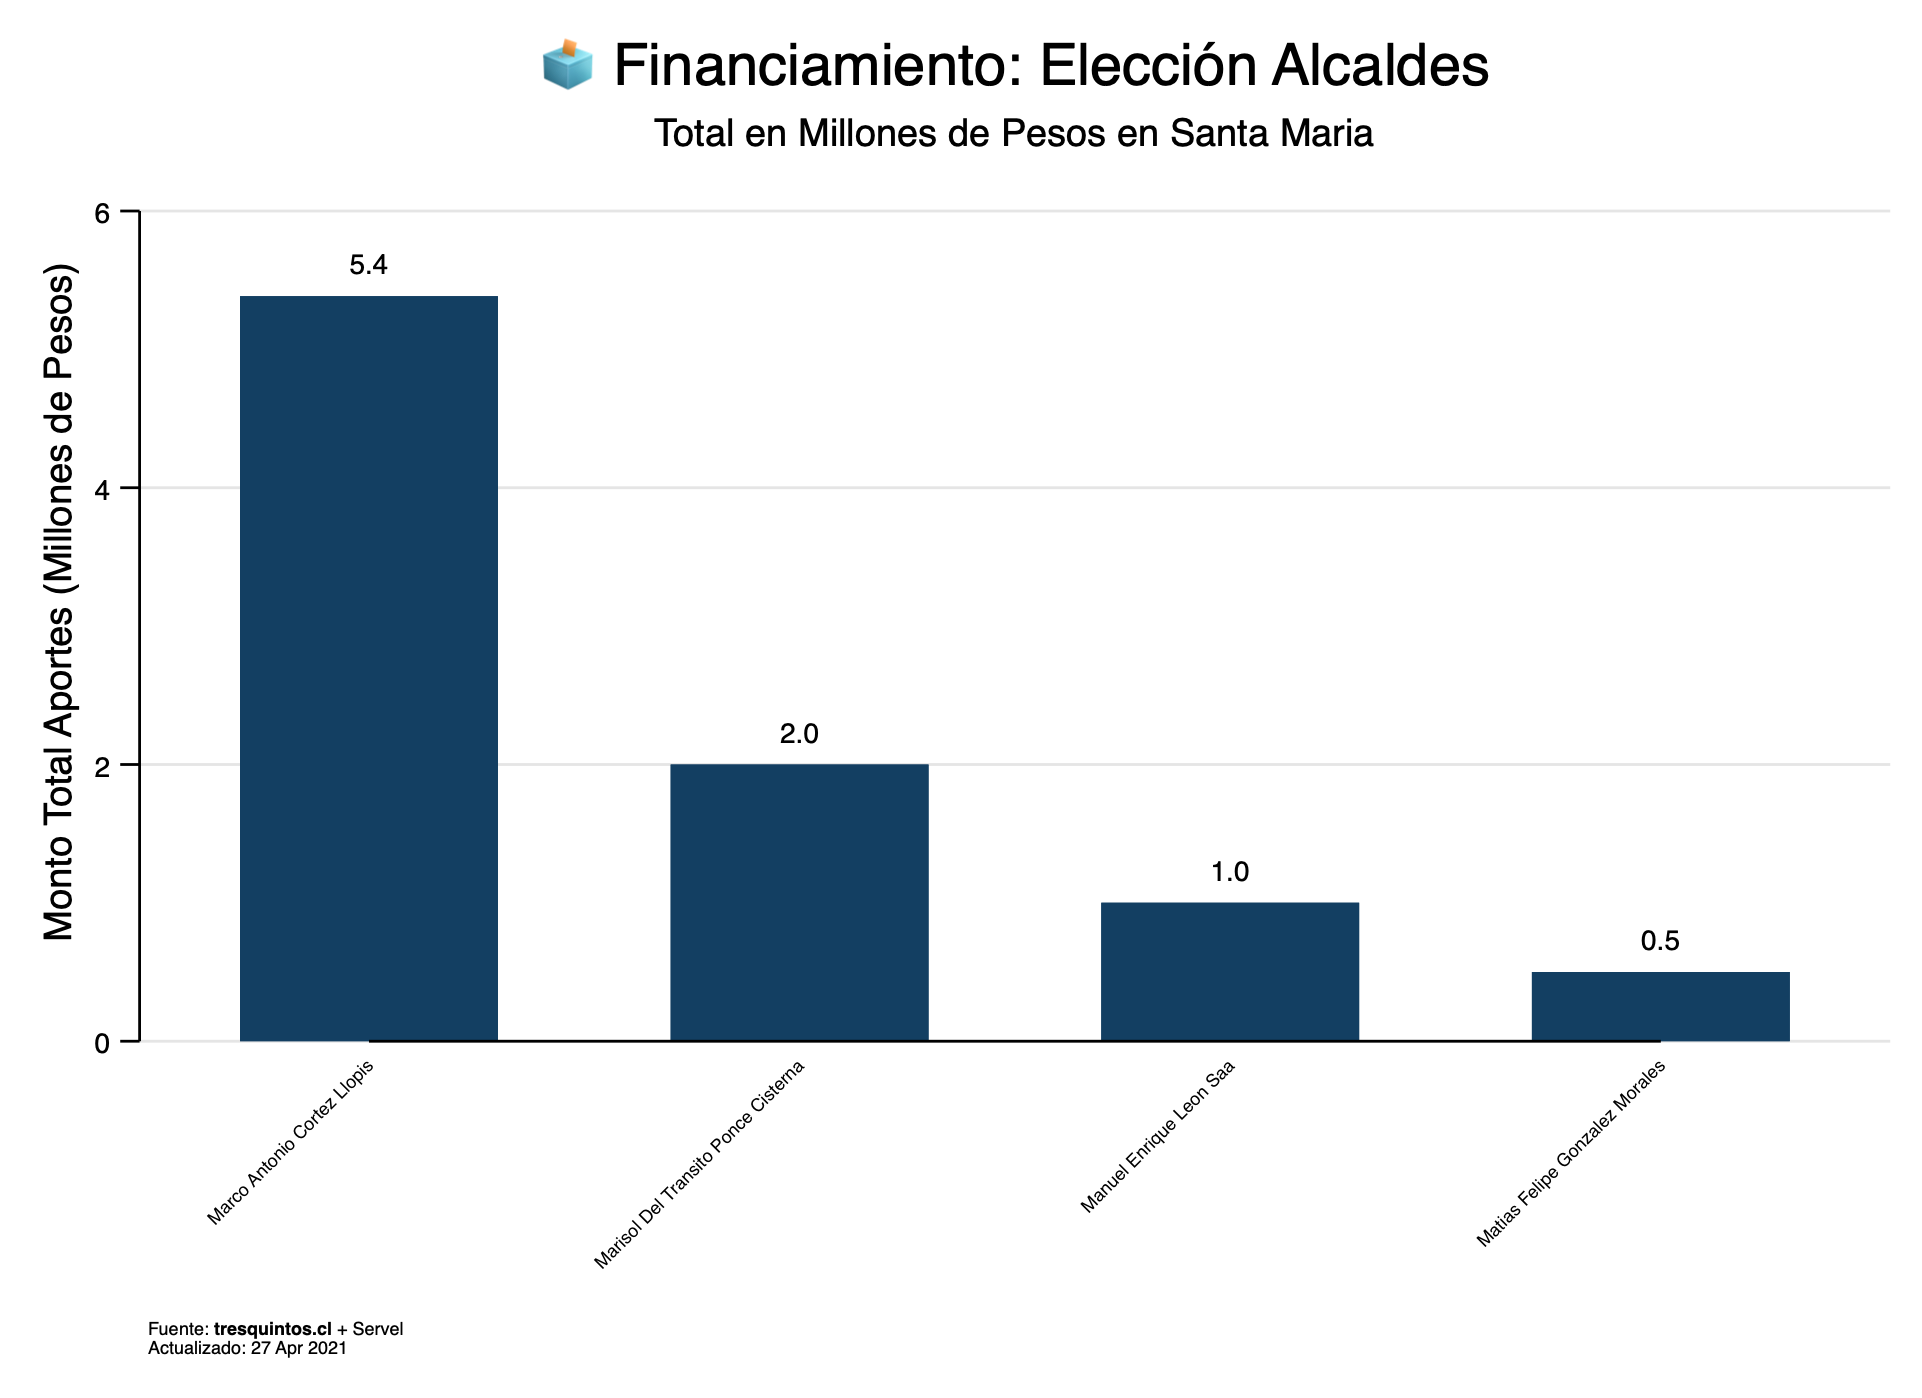 Financiamiento: Elección Alcaldes
Total en Millones de Pesos en Santa Maria
Monto Total Aportes (Millones de Pesos)
6
4
2
0
5.4
2.0
1.0
0.5
Marco Antonio Cortez Llopis
Marisol Del Transito Ponce Cisterna
Manuel Enrique Leon Saa
Matias Felipe Gonzalez Morales
Fuente: tresquintos.cl + Servel
Actualizado: 27 Apr 2021